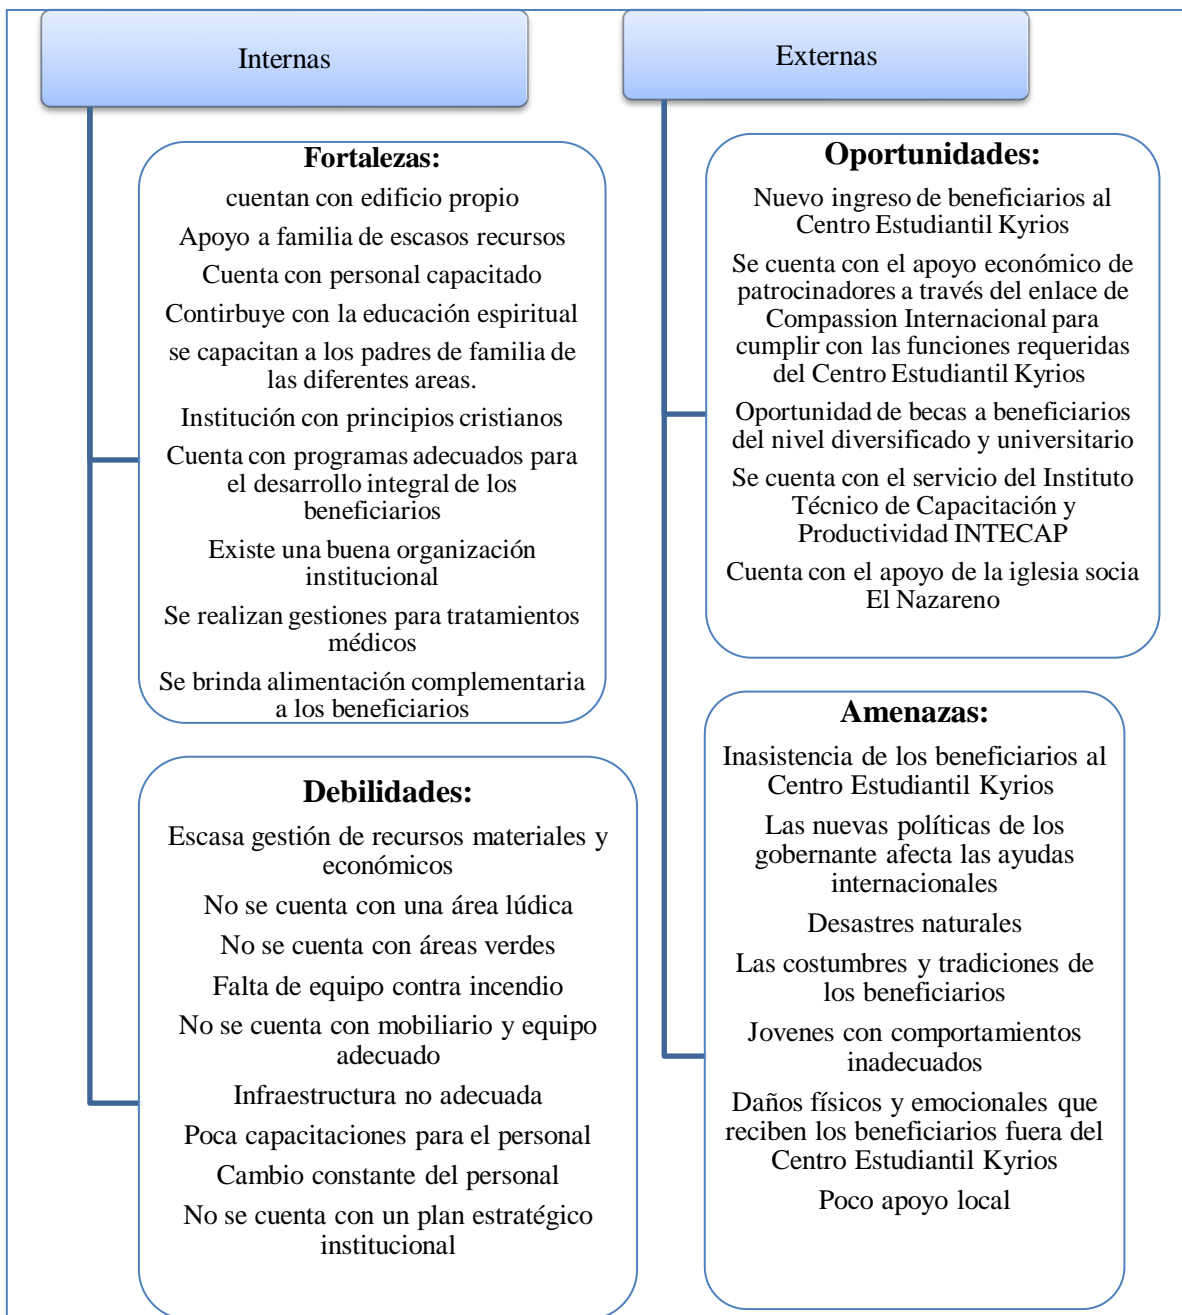 Internas
Fortalezas:
cuentan con edificio propio
Apoyo a familia de escasos recursos
Cuenta con personal capacitado
Contirbuye con la educación espiritual
se capacitan a los padres de familia de
las diferentes areas.
Institución con principios cristianos
Cuenta con programas adecuados para
el desarrollo integral de los
beneficiarios
Existe una buena organización
institucional
Se realizan gestiones para tratamientos
médicos
Se brinda alimentación complementaria
a los beneficiarios
Debilidades:
Escasa gestión de recursos materiales y
económicos
No se cuenta con una área lúdica
No se cuenta con áreas verdes
Falta de equipo contra incendio
No se cuenta con mobiliario y equipo
adecuado
Infraestructura no adecuada
Poca capacitaciones para el personal
Cambio constante del personal
No se cuenta con un plan estratégico
institucional
Externas
Oportunidades:
Nuevo ingreso de beneficiarios al
Centro Estudiantil Kyrios
Se cuenta con el apoyo económico de
patrocinadores a través del enlace de
Compassion Internacional para
cumplir con las funciones requeridas
del Centro Estudiantil Kyrios
Oportunidad de becas a beneficiarios
del nivel diversificado y universitario
Se cuenta con el servicio del Instituto
Técnico de Capacitación y
Productividad INTECAP
Cuenta con el apoyo de la iglesia socia
El Nazareno
Amenazas:
Inasistencia de los beneficiarios al
Centro Estudiantil Kyrios
Las nuevas políticas de los
gobernante afecta las ayudas
internacionales
Desastres naturales
Las costumbres y tradiciones de
los beneficiarios
Jovenes con comportamientos
inadecuados
Daños físicos y emocionales que
reciben los beneficiarios fuera del
Centro Estudiantil Kyrios
Poco apoyo local